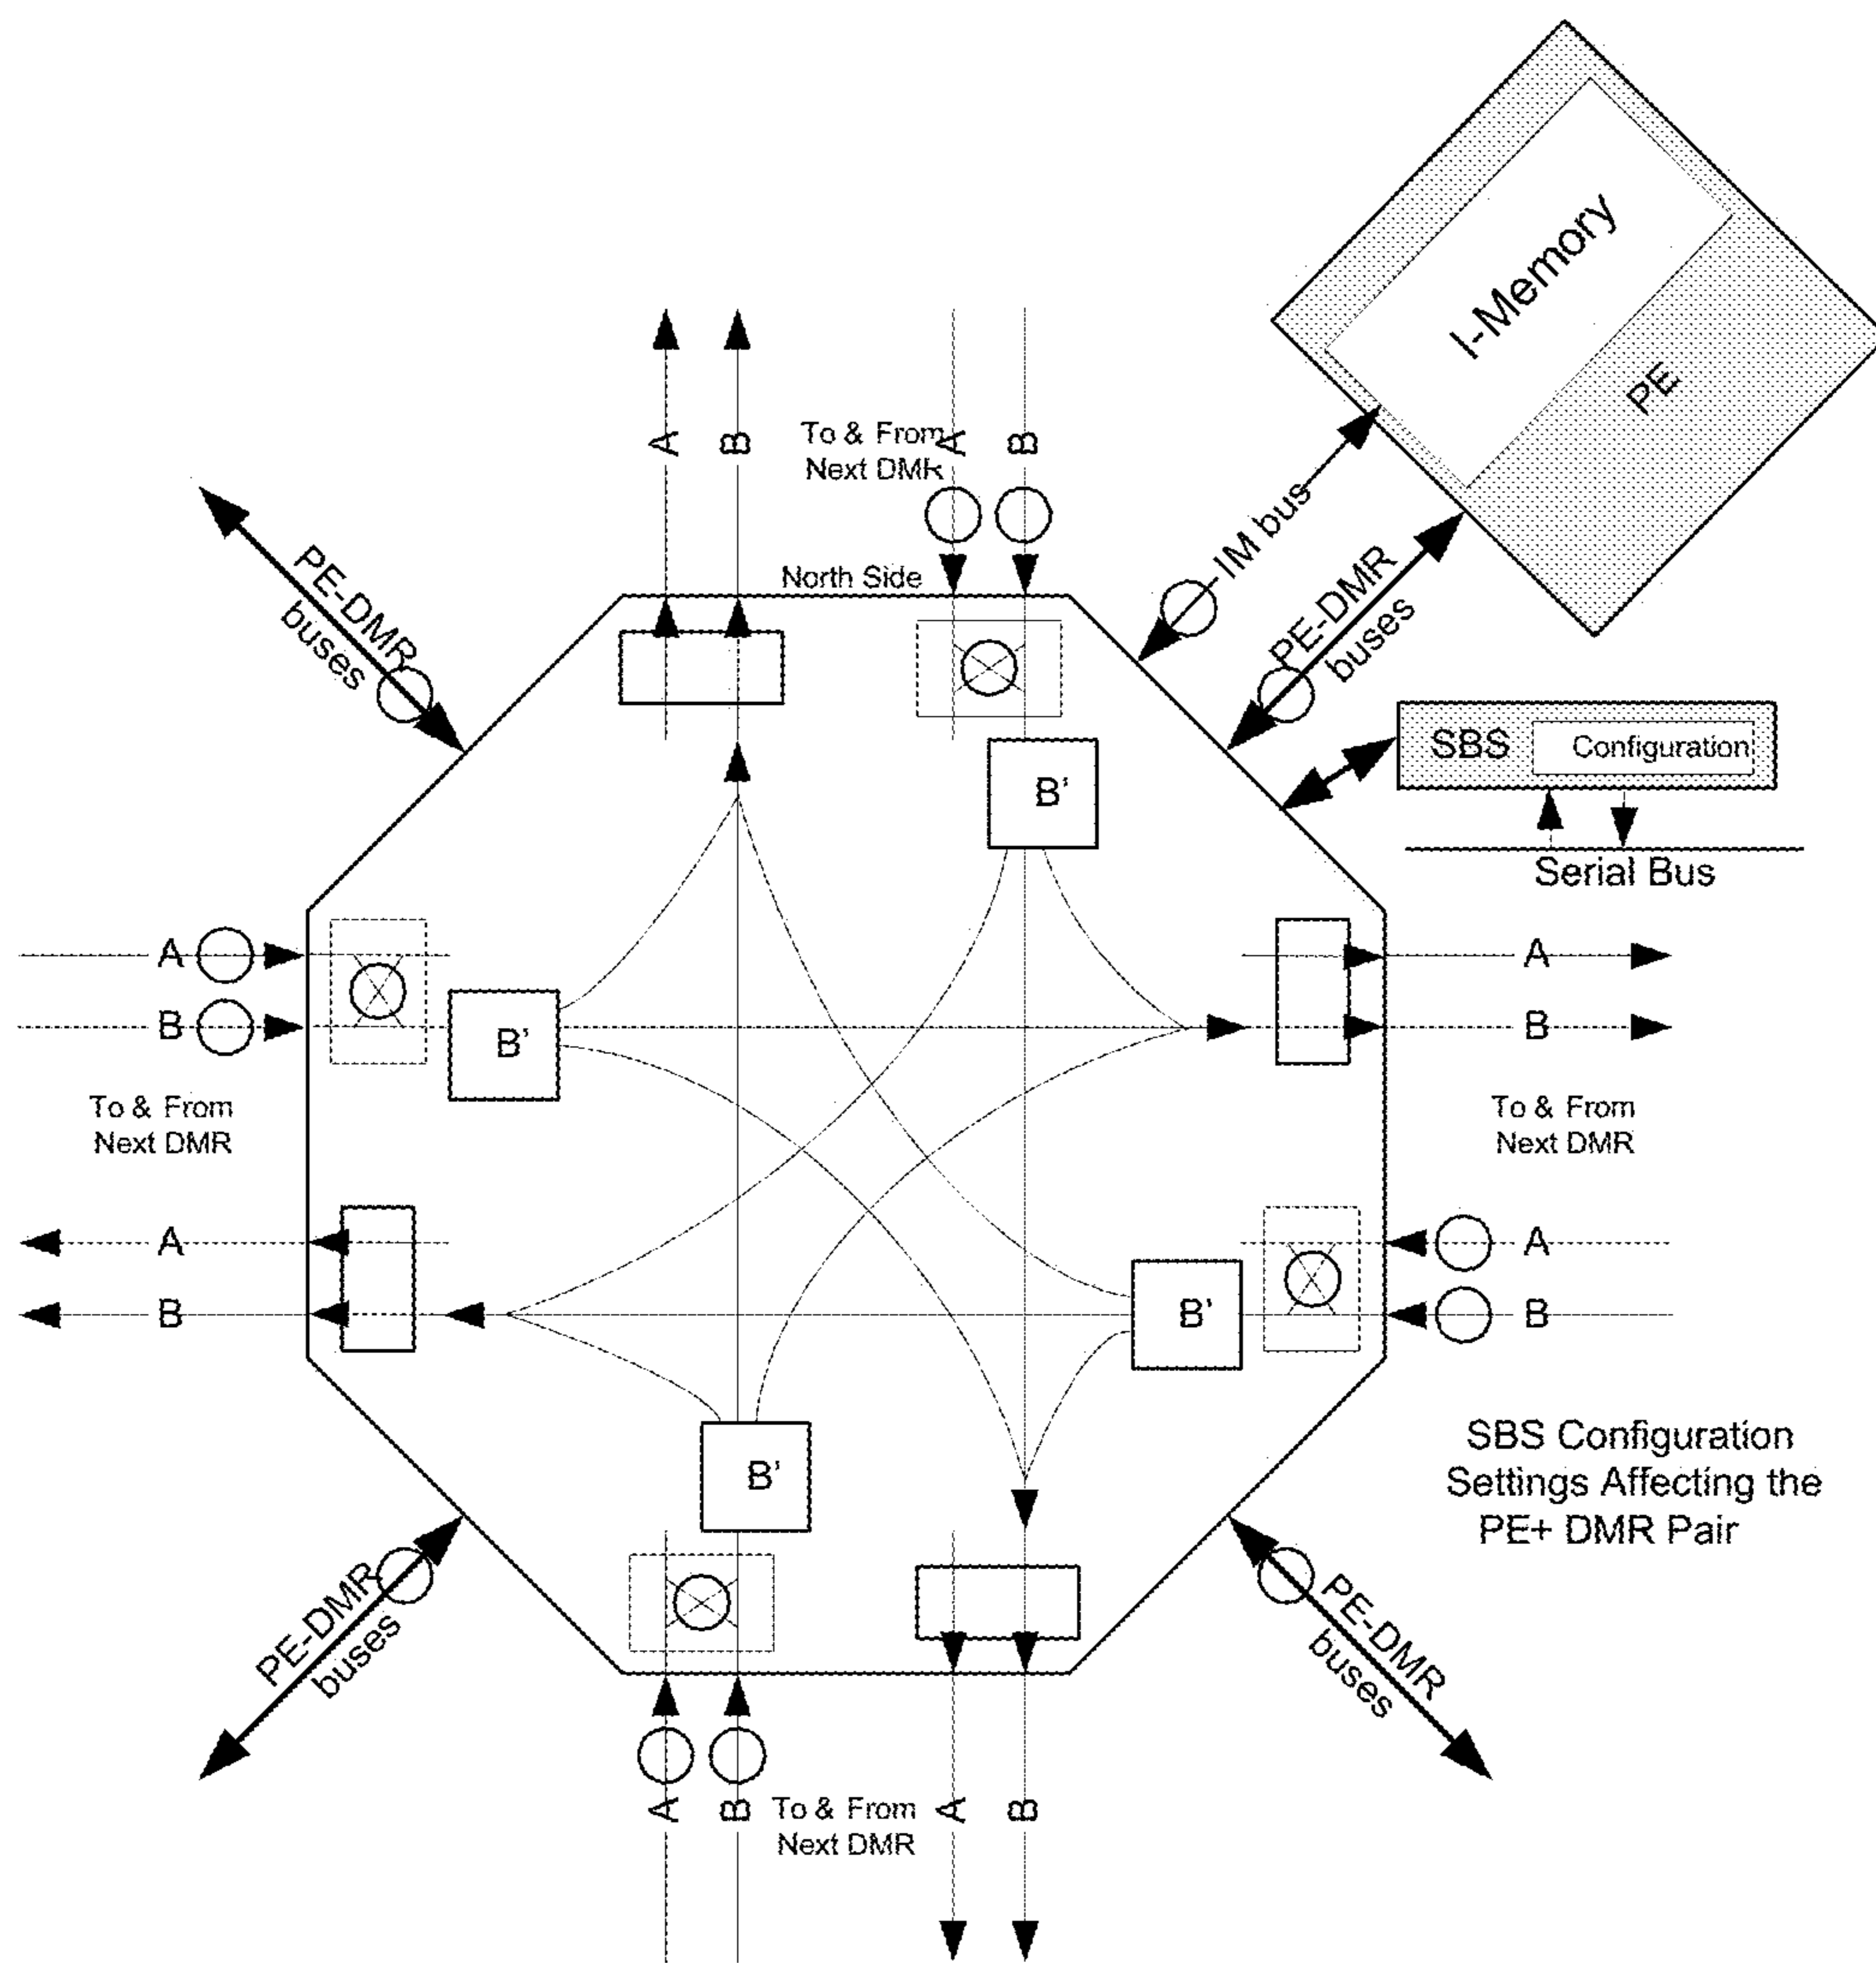 I-Memory
PE
A
B
To & From
Next DMR
A
B
IM bus
PE-DMR
buses
PE-DMR
buses
North Side
SBS
Configuration
Serial Bus
B'
A
B
B'
A
B
To & From
Next DMR
To & From
Next DMR
A
B
B'
A
B
B'
SBS Configuration
Settings Affecting the
PE+ DMR Pair
PE-DMR
buses
PE-DMR
buses
A
B
To & From
Next DMR
A
B